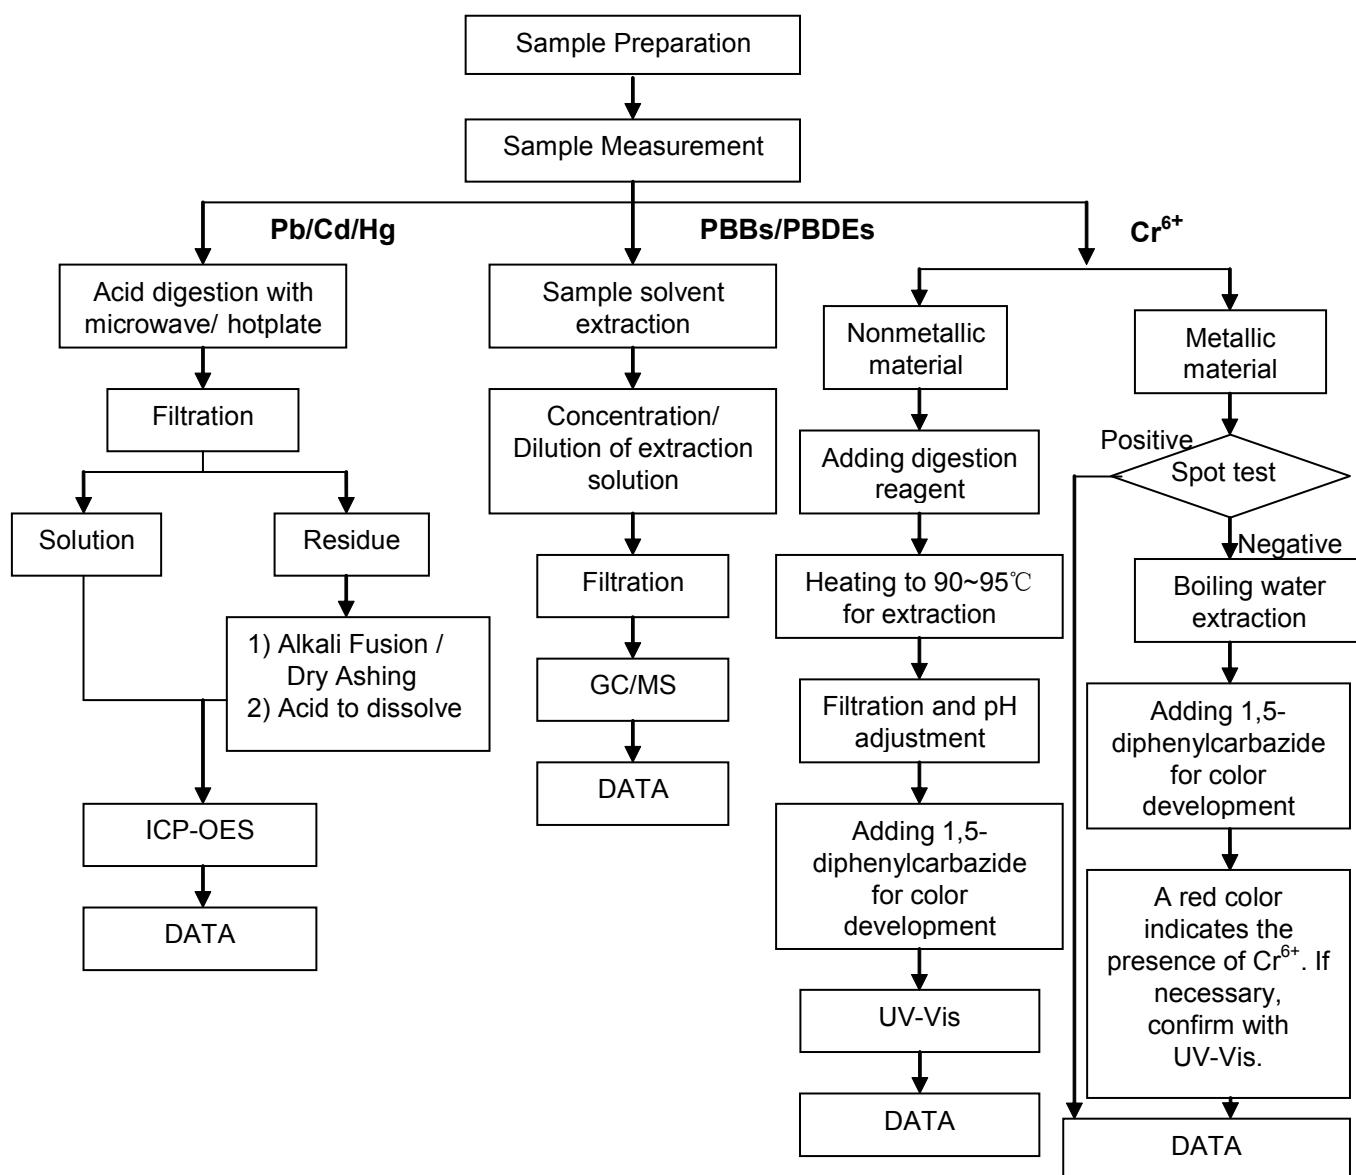 Sample Preparation
Sample Measurement
Pb/Cd/Hg
PBBs/PBDEs
Cr⁶⁺
Acid digestion with
microwave/ hotplate
Filtration
Solution
Residue
1) Alkali Fusion /
Dry Ashing
2) Acid to dissolve
ICP-OES
DATA
Sample solvent
extraction
Concentration/
Dilution of extraction
solution
Filtration
GC/MS
DATA
Nonmetallic
material
Adding digestion
reagent
Heating to 90~95℃
for extraction
Filtration and pH
adjustment
Adding 1,5-
diphenylcarbazide
for color
development
UV-Vis
DATA
Metallic
material
Positive
Spot test
Negative
Boiling water
extraction
Adding 1,5-
diphenylcarbazide
for color
development
A red color
indicates the
presence of Cr⁶⁺. If
necessary,
confirm with
UV-Vis.
DATA